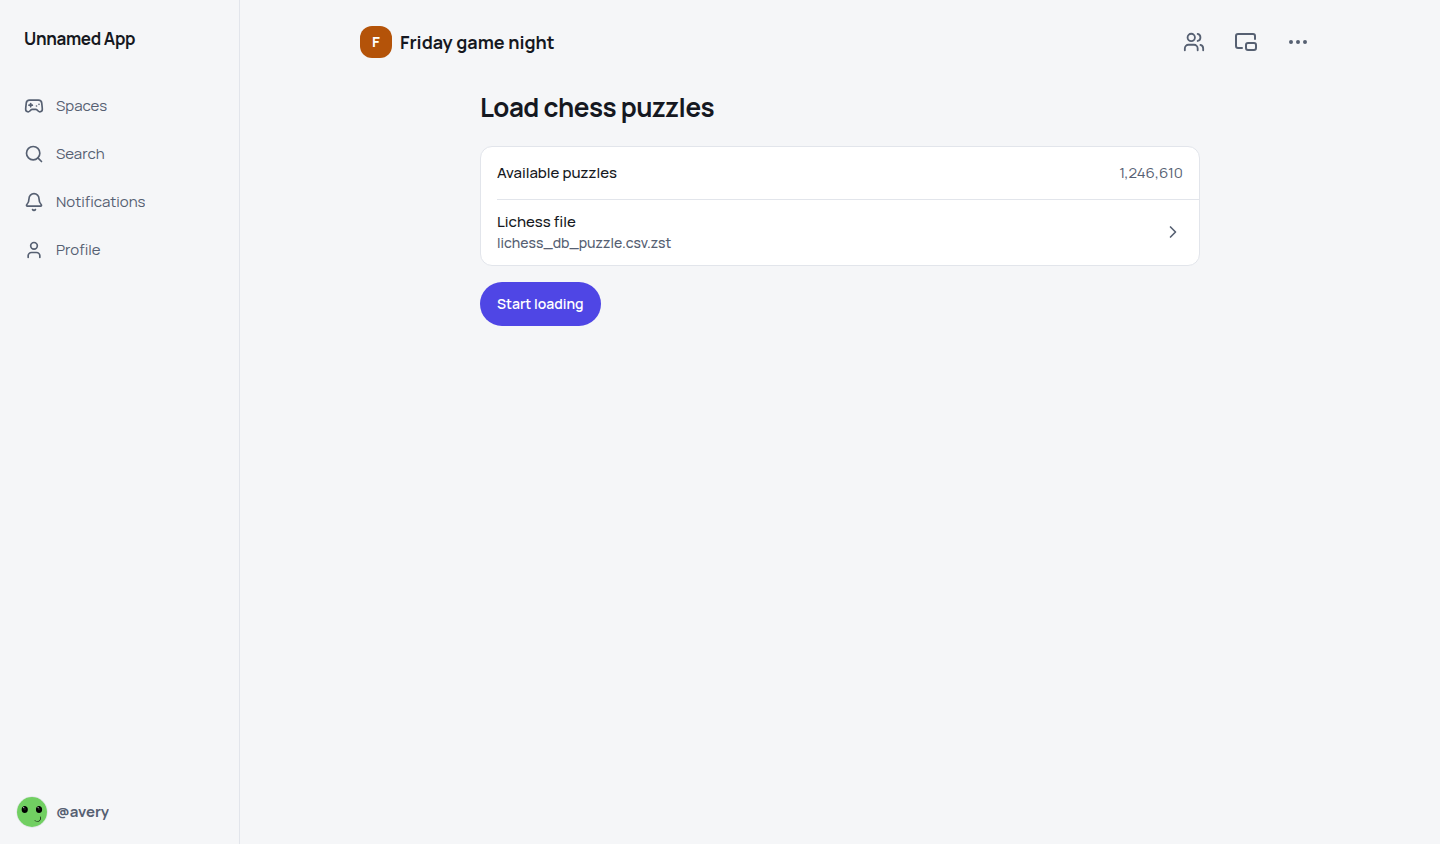 Unnamed App
Spaces
Search
Notifications
Profile
@avery
F
Friday game night
Load chess puzzles
Available puzzles
1,246,610
Lichess file
lichess_db_puzzle.csv.zst
Start loading